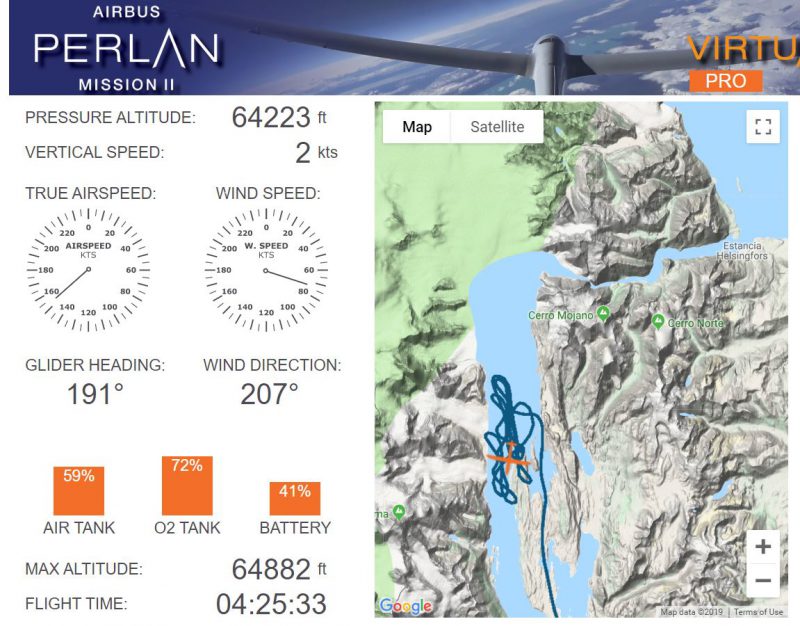 AIRBUS
PERLAN
MISSION II
VIRTU
PRO
PRESSURE ALTITUDE: 64223 ft
VERTICAL SPEED: 2 kts
TRUE AIRSPEED: WIND SPEED:
0
20
40
60
80
100
120
140
160
180
200
220
AIRSPEED
KTS
0
20
40
60
80
100
120
140
160
180
200
220
W. SPEED
KTS
GLIDER HEADING: WIND DIRECTION:
191° 207°
59% 72% 41%
AIR TANK O2 TANK BATTERY
MAX ALTITUDE: 64882 ft
FLIGHT TIME: 04:25:33
Map Satellite
Estancia
Helsingfors
Cerro Mojano
Cerro Norte
na
+
−
Google
Map data ©2019 Terms of Use